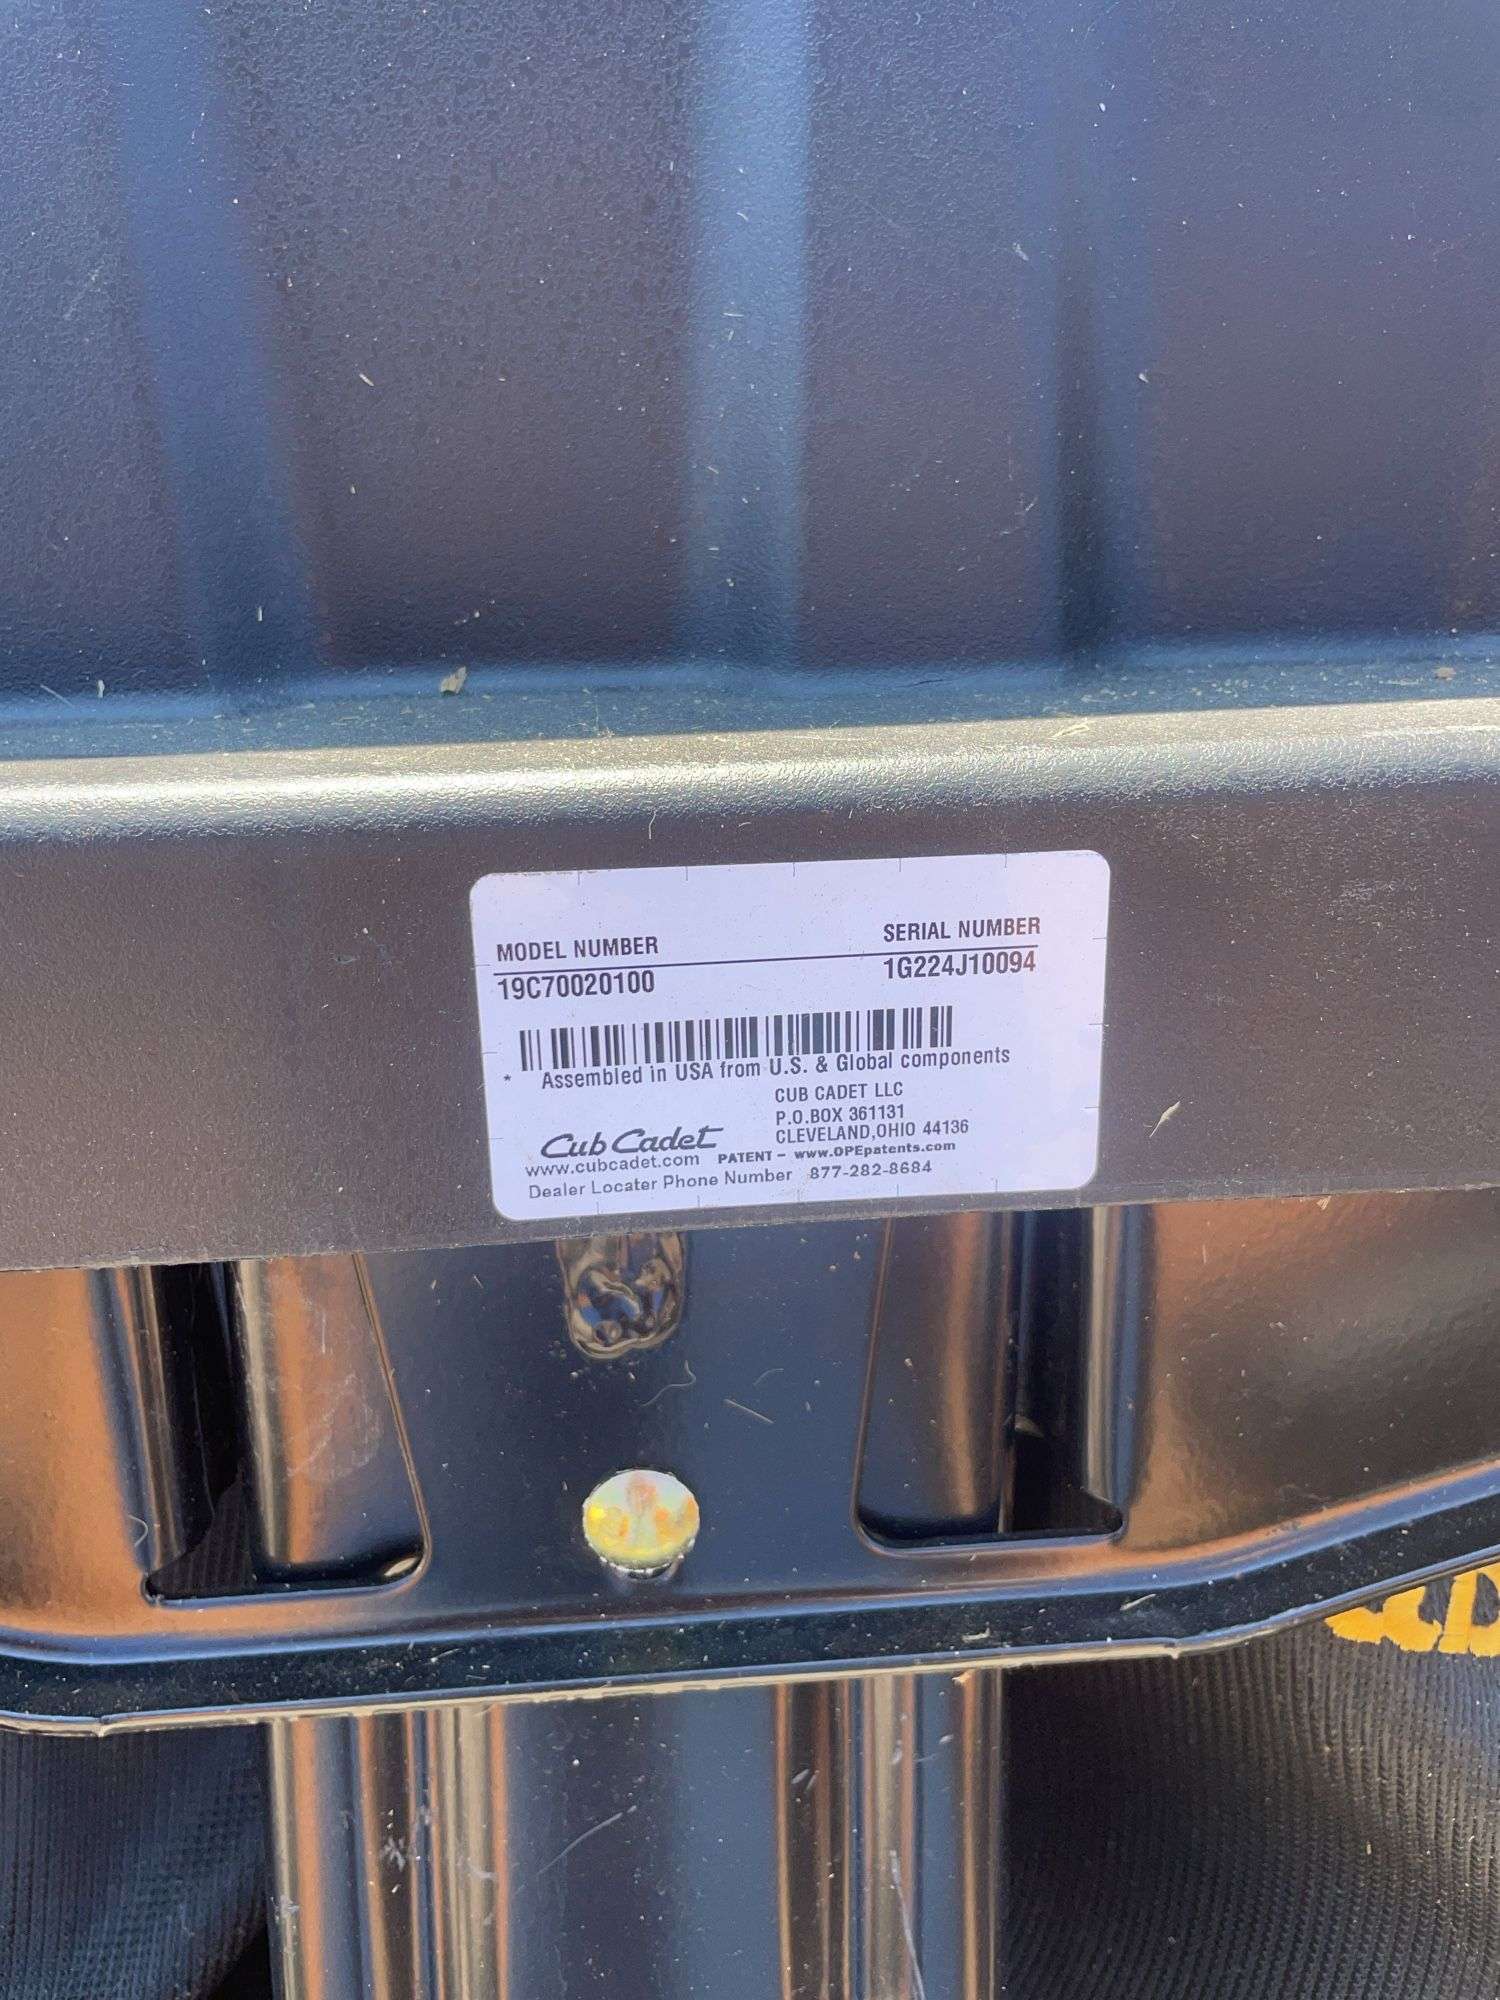 MODEL NUMBER SERIAL NUMBER
19C70020100 1G224J10094
* Assembled in USA from U.S. & Global components
CUB CADET LLC
P.O.BOX 361131
CLEVELAND,OHIO 44136
Cub Cadet
www.cubcadet.com PATENT - www.OPEpatents.com
Dealer Locater Phone Number 877-282-8684